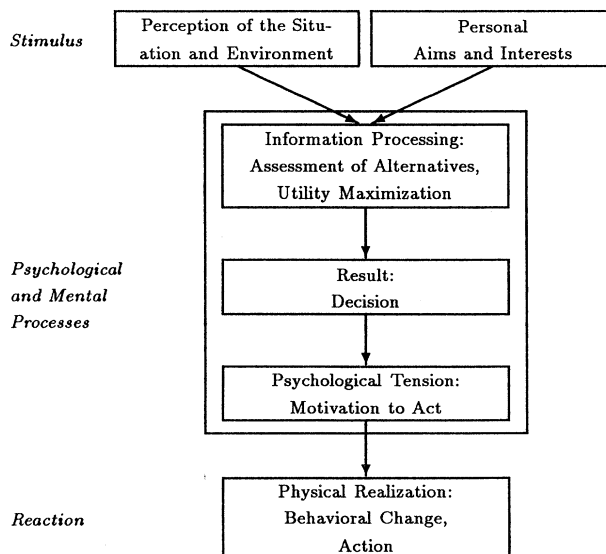 Stimulus
Perception of the Situ-
ation and Environment
Personal
Aims and Interests
Information Processing:
Assessment of Alternatives,
Utility Maximization
Psychological
and Mental
Processes
Result:
Decision
Psychological Tension:
Motivation to Act
Reaction
Physical Realization:
Behavioral Change,
Action